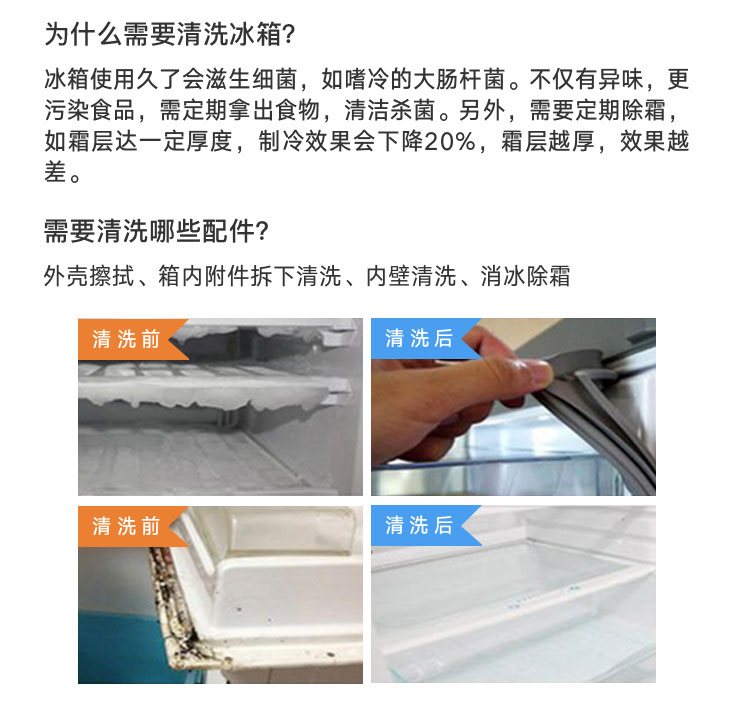 为什么需要清洗冰箱?
冰箱使用久了会滋生细菌，如嗜冷的大肠杆菌。不仅有异味，更
污染食品，需定期拿出食物，清洁杀菌。另外，需要定期除霜，
如霜层达一定厚度，制冷效果会下降20%，霜层越厚，效果越
差。
需要清洗哪些配件?
外壳擦拭、箱内附件拆下清洗、内壁清洗、消冰除霜
清洗前
清洗后
清洗前
清洗后